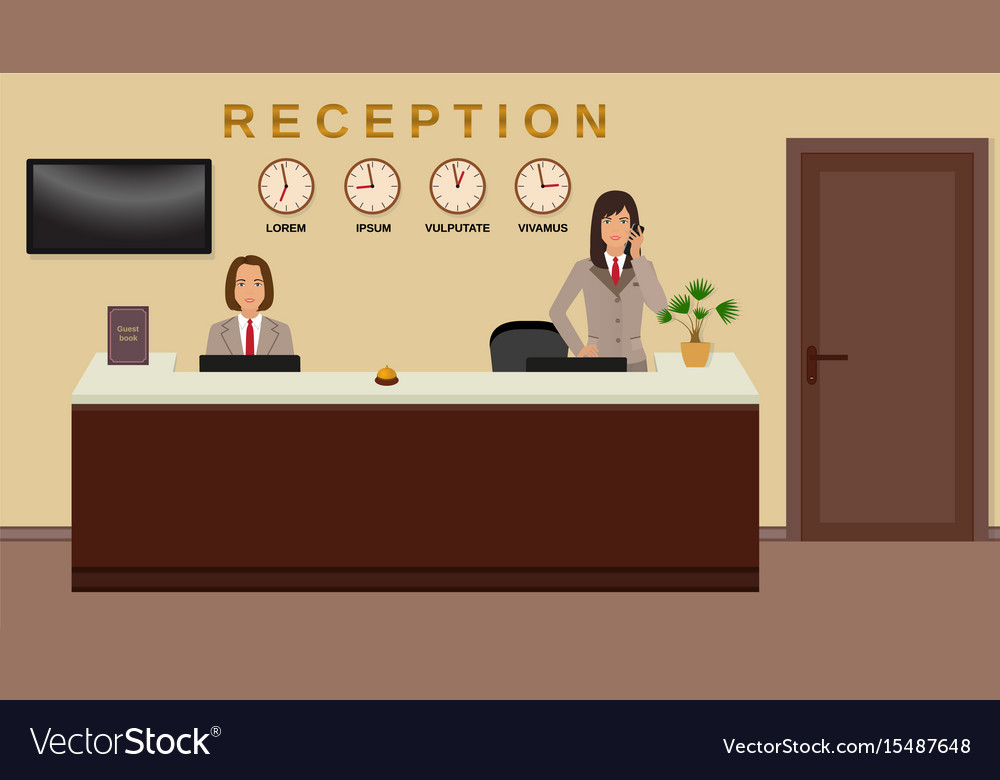 RECEPTION
LOREM IPSUM VULPUTATE VIVAMUS
Guest
book
VectorStock®
VectorStock.com/15487648